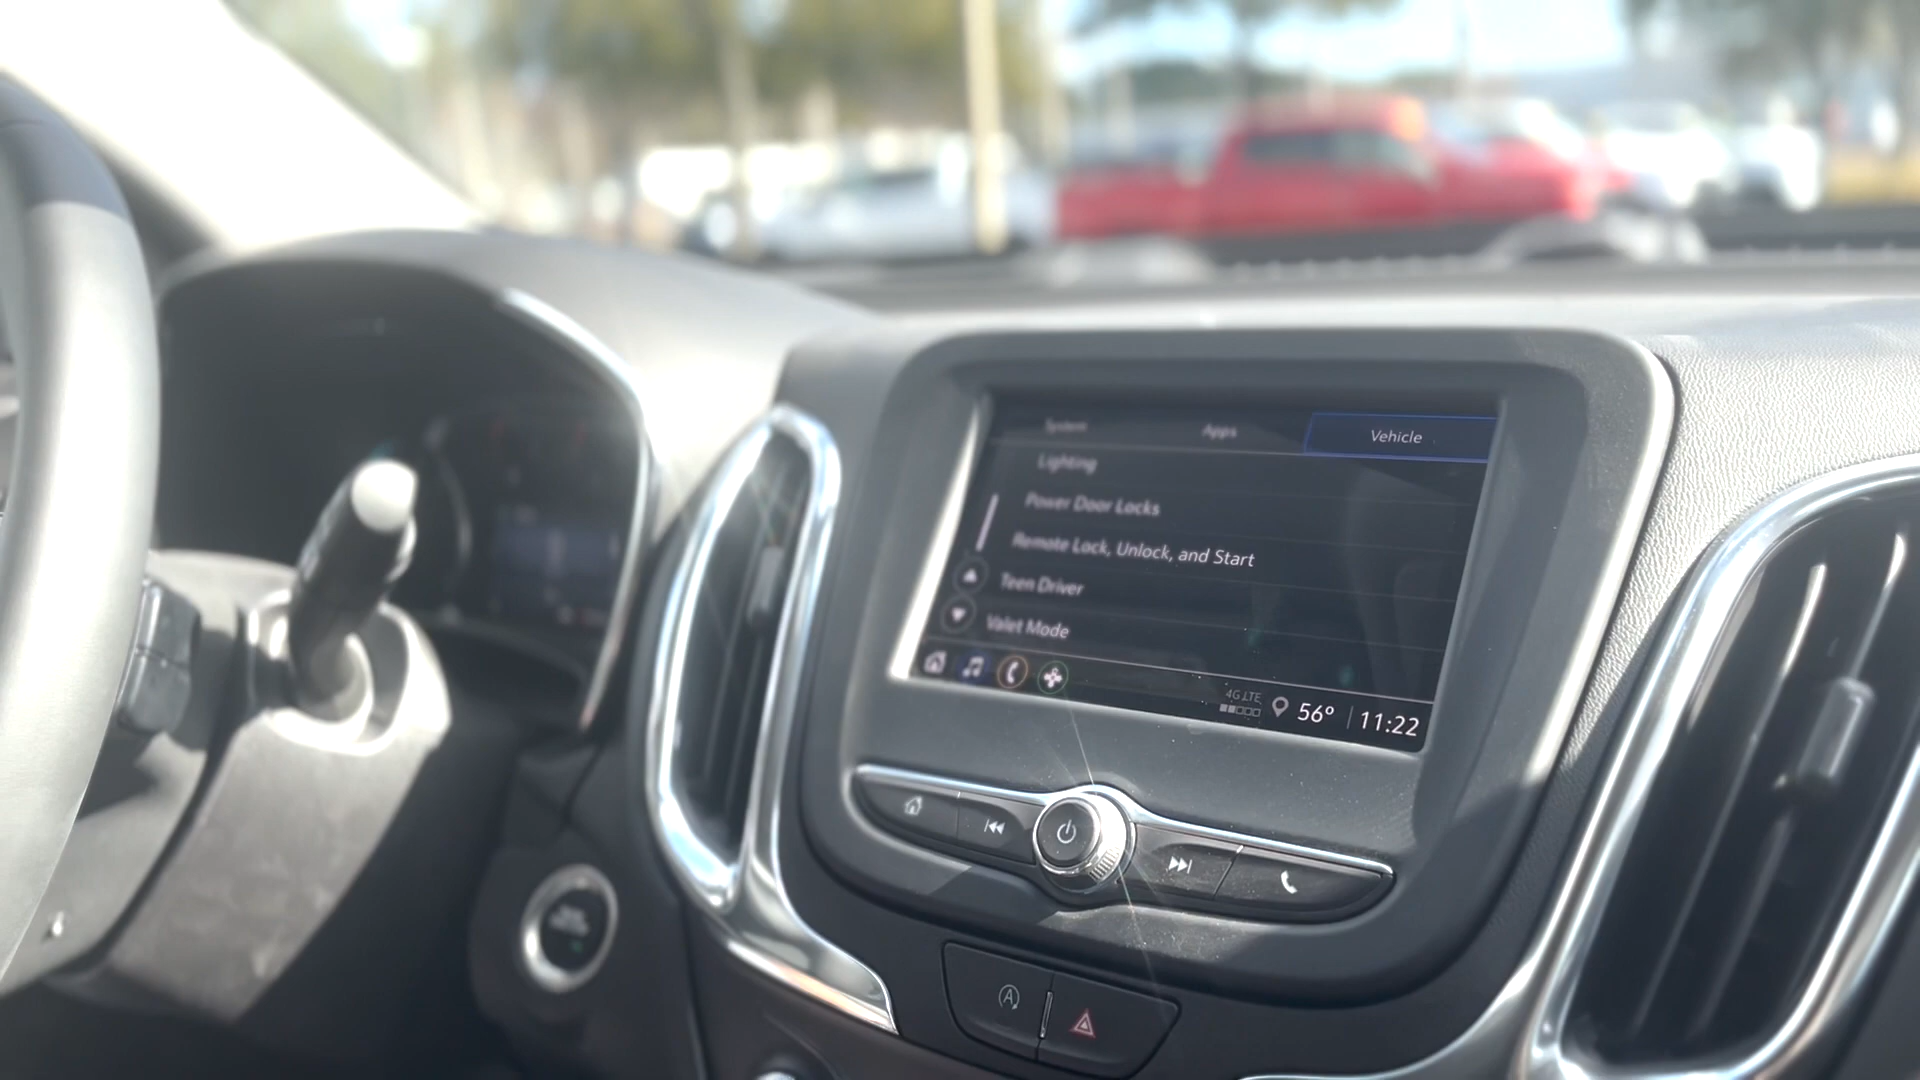 System Apps Vehicle
Lighting
Power Door Locks
Remote Lock, Unlock, and Start
Teen Driver
Valet Mode
4G LTE
56° 11:22
A